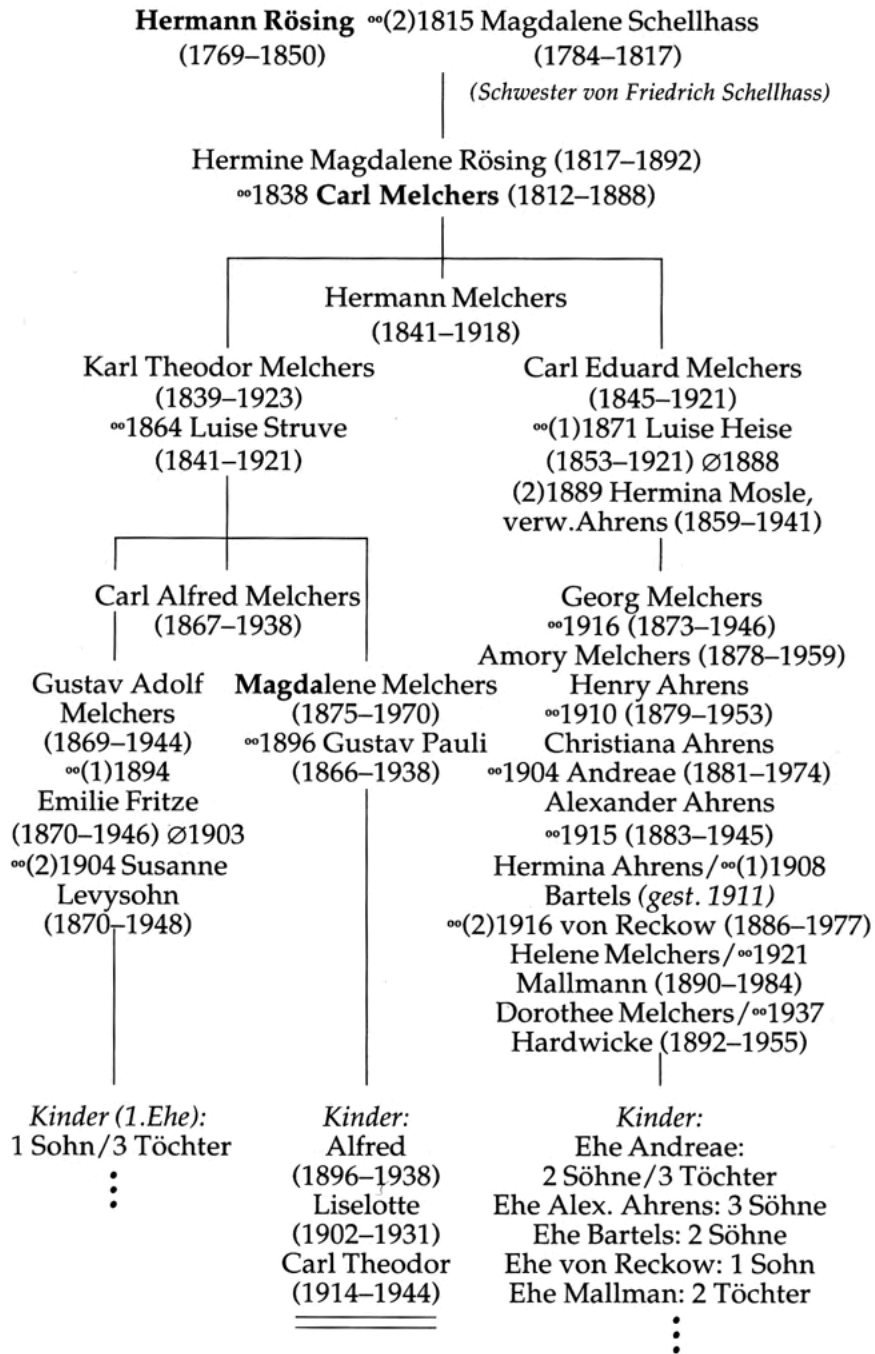 Hermann Rösing ∞(2)1815 Magdalene Schellhass
(1769–1850) (1784–1817)
(Schwester von Friedrich Schellhass)
Hermine Magdalene Rösing (1817–1892)
∞1838 Carl Melchers (1812–1888)
Hermann Melchers
(1841–1918)
Karl Theodor Melchers
(1839–1923)
∞1864 Luise Struve
(1841–1921)
Carl Eduard Melchers
(1845–1921)
∞(1)1871 Luise Heise
(1853–1921) Ø1888
(2)1889 Hermina Mosle,
verw.Ahrens (1859–1941)
Carl Alfred Melchers
(1867–1938)
Gustav Adolf
Melchers
(1869–1944)
∞(1)1894
Emilie Fritze
(1870–1946) Ø1903
∞(2)1904 Susanne
Levysohn
(1870–1948)
Magdalene Melchers
(1875–1970)
∞1896 Gustav Pauli
(1866–1938)
Georg Melchers
∞1916 (1873–1946)
Amory Melchers (1878–1959)
Henry Ahrens
∞1910 (1879–1953)
Christiana Ahrens
∞1904 Andreae (1881–1974)
Alexander Ahrens
∞1915 (1883–1945)
Hermina Ahrens/∞(1)1908
Bartels (gest. 1911)
∞(2)1916 von Reckow (1886–1977)
Helene Melchers/∞1921
Mallmann (1890–1984)
Dorothee Melchers/∞1937
Hardwicke (1892–1955)
Kinder (1.Ehe):
1 Sohn/3 Töchter
Kinder:
Alfred
(1896–1938)
Liselotte
(1902–1931)
Carl Theodor
(1914–1944)
Kinder:
Ehe Andreae:
2 Söhne/3 Töchter
Ehe Alex. Ahrens: 3 Söhne
Ehe Bartels: 2 Söhne
Ehe von Reckow: 1 Sohn
Ehe Mallman: 2 Töchter